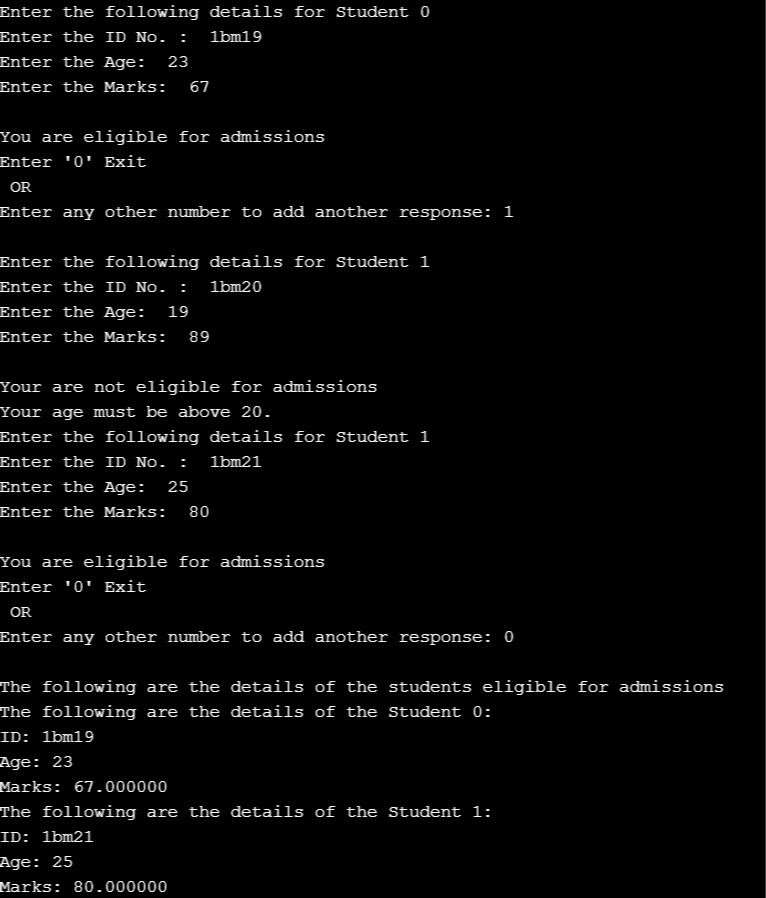 Enter the following details for Student 0
Enter the ID No. :  1bm19
Enter the Age:  23
Enter the Marks:  67
You are eligible for admissions
Enter '0' Exit
 OR
Enter any other number to add another response: 1
Enter the following details for Student 1
Enter the ID No. :  1bm20
Enter the Age:  19
Enter the Marks:  89
Your are not eligible for admissions
Your age must be above 20.
Enter the following details for Student 1
Enter the ID No. :  1bm21
Enter the Age:  25
Enter the Marks:  80
You are eligible for admissions
Enter '0' Exit
 OR
Enter any other number to add another response: 0
The following are the details of the students eligible for admissions
The following are the details of the Student 0:
ID: 1bm19
Age: 23
Marks: 67.000000
The following are the details of the Student 1:
ID: 1bm21
Age: 25
Marks: 80.000000